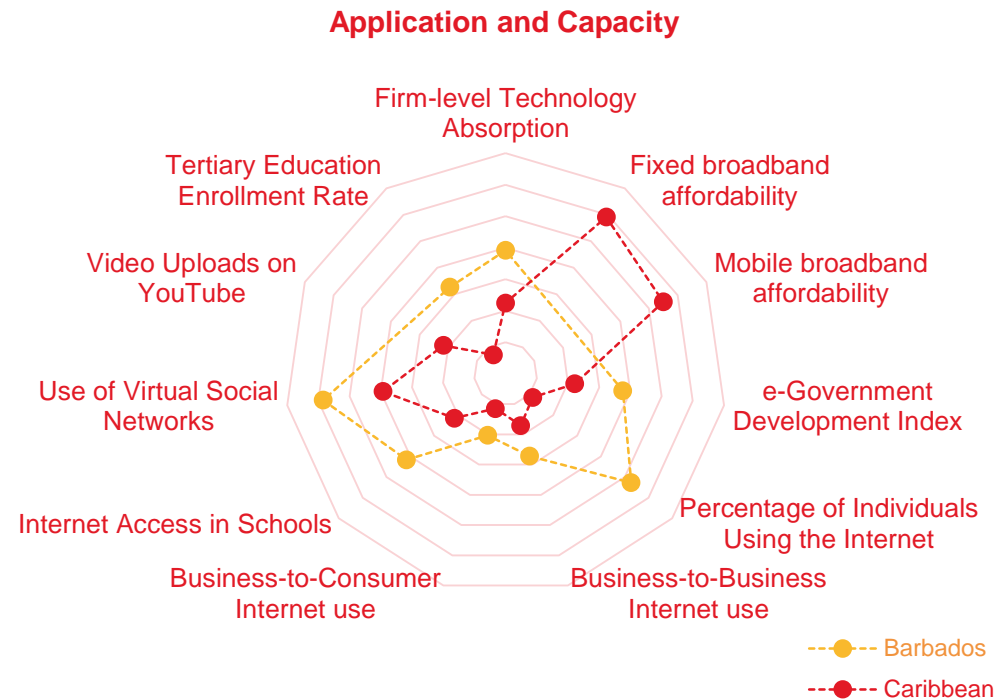 Application and Capacity
Firm-level Technology
Absorption
Fixed broadband
affordability
Mobile broadband
affordability
e-Government
Development Index
Percentage of Individuals
Using the Internet
Business-to-Business
Internet use
Business-to-Consumer
Internet use
Internet Access in Schools
Use of Virtual Social
Networks
Video Uploads on
YouTube
Tertiary Education
Enrollment Rate
Barbados
Caribbean